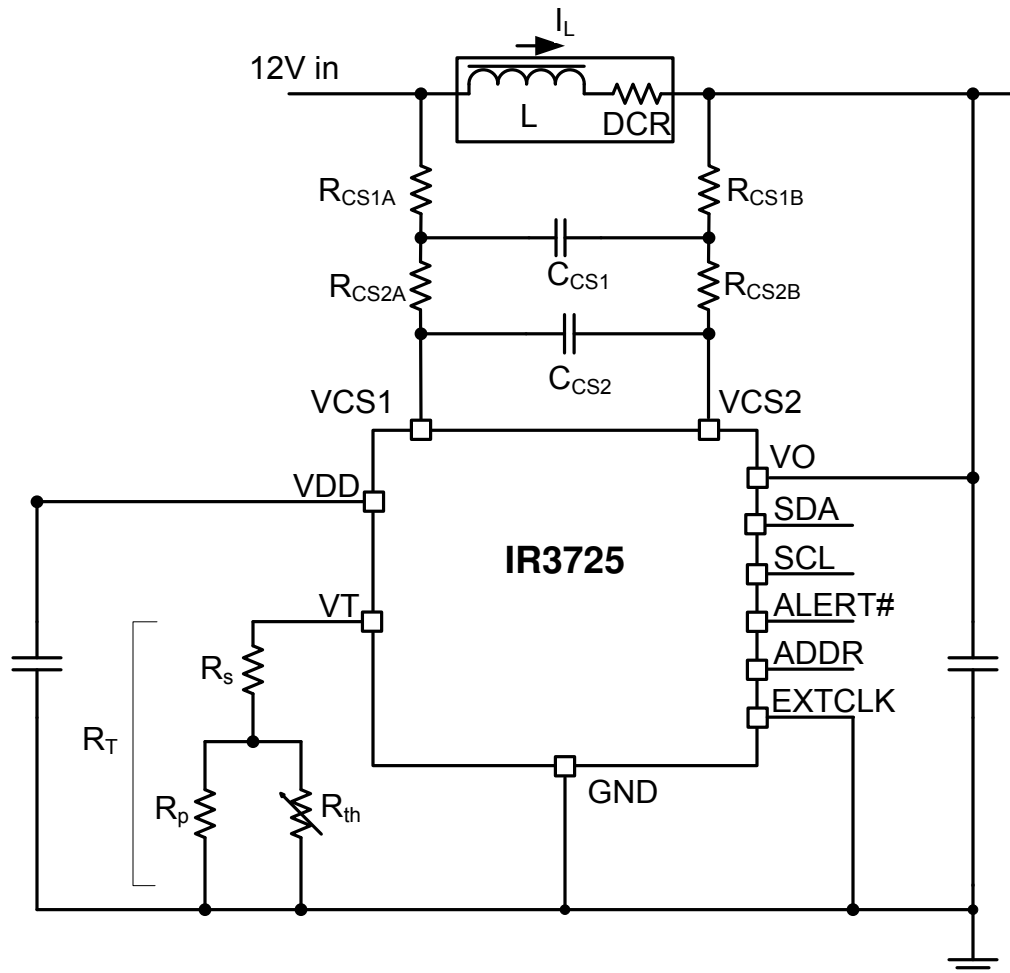 I_L
12V in
L
DCR
R_CS1A
R_CS1B
C_CS1
R_CS2A
R_CS2B
C_CS2
VCS1
VCS2
VO
VDD
SDA
IR3725
SCL
VT
ALERT#
R_s
ADDR
EXTCLK
R_T
GND
R_p
R_th